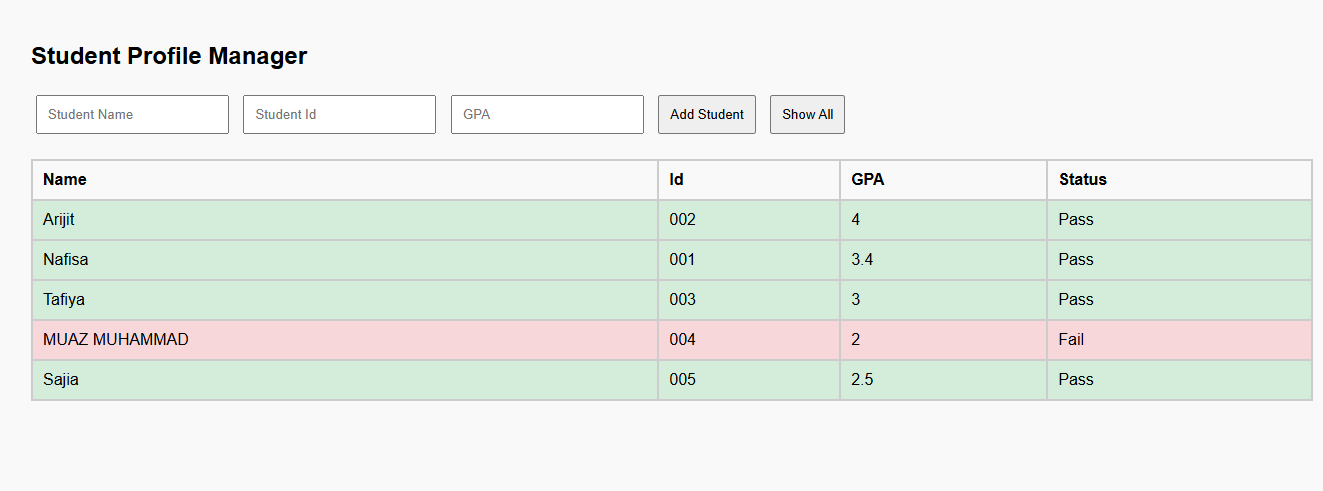 Student Profile Manager
Student Name Student Id GPA Add Student Show All
Name Id GPA Status
Arijit 002 4 Pass
Nafisa 001 3.4 Pass
Tafiya 003 3 Pass
MUAZ MUHAMMAD 004 2 Fail
Sajia 005 2.5 Pass